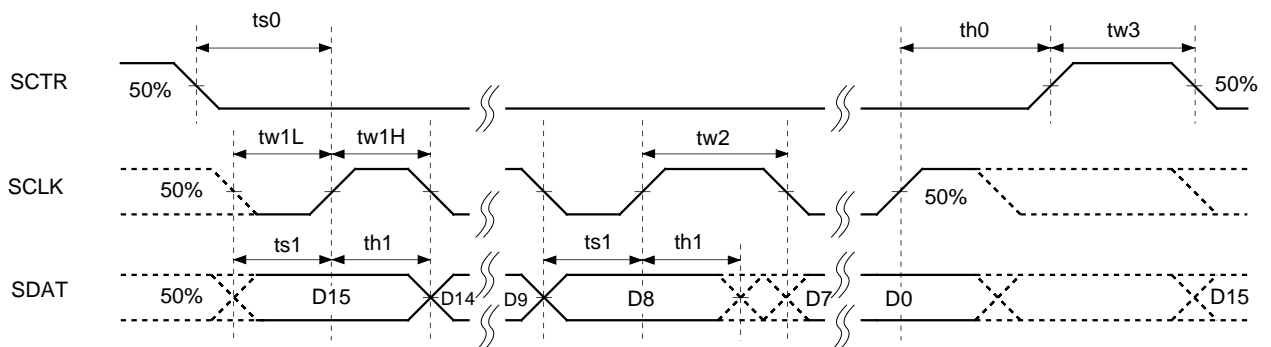 ts0 th0 tw3
SCTR 50% 50%
tw1L tw1H tw2
SCLK 50% 50%
ts1 th1 ts1 th1
SDAT 50% D15 D14 D9 D8 D7 D0 D15